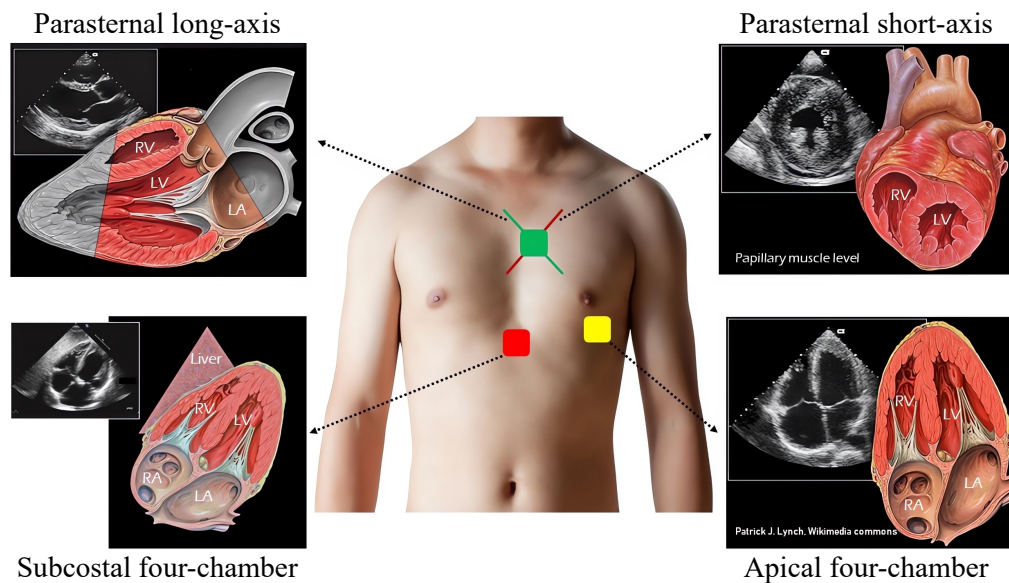 Parasternal long-axis
Parasternal short-axis
RV
LV
LA
RV
LV
Papillary muscle level
Liver
RV
LV
RA
LA
RV
LV
RA
LA
Patrick J. Lynch. Wikimedia commons
Subcostal four-chamber
Apical four-chamber